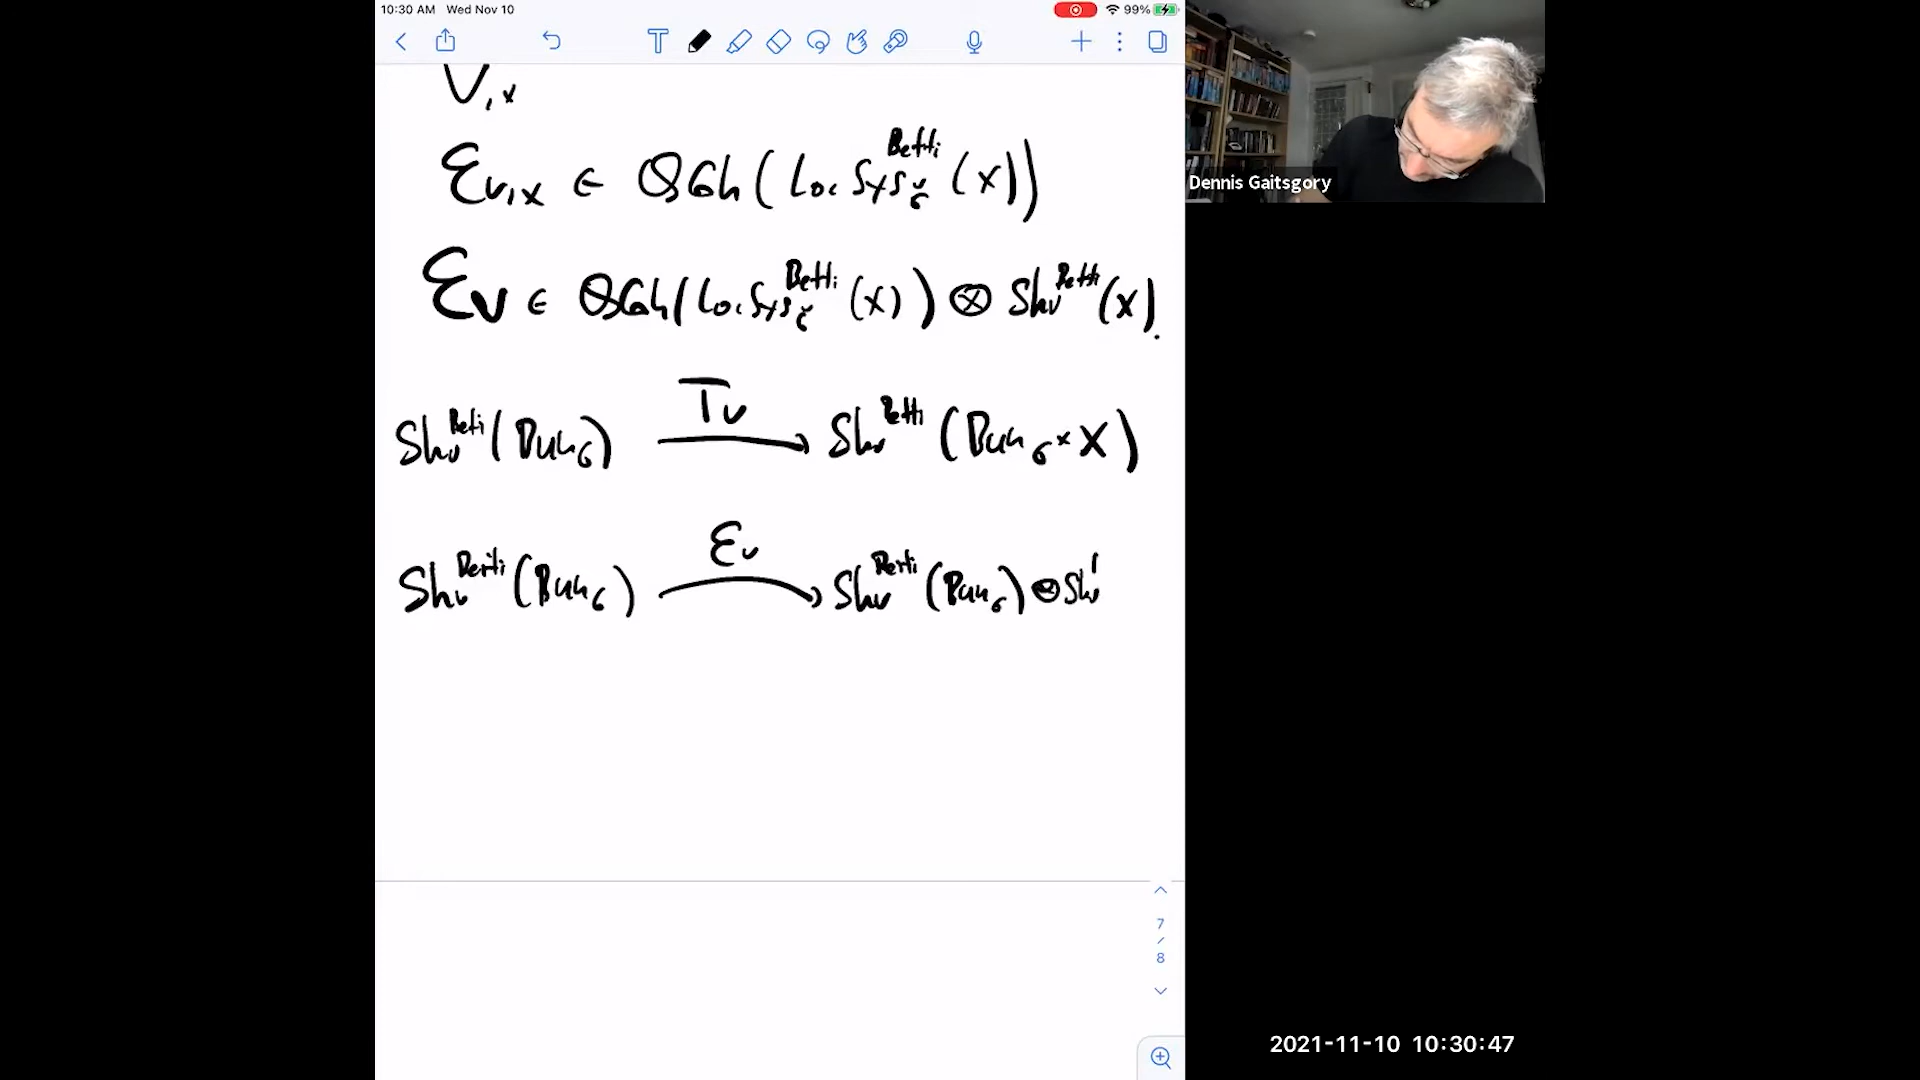 10:30 AM Wed Nov 10 99%
V,x
Dennis Gaitsgory
ℰ_{V,x} ∈ QCoh(LocSys_Ǧ^{Betti}(X))
ℰ_V ∈ QCoh(LocSys_Ǧ^{Betti}(X)) ⊗ Shv^{Betti}(X).
Shv^{Betti}(Bun_G) —T_V→ Shv^{Betti}(Bun_G × X)
Shv^{Betti}(Bun_G) —ℰ_V→ Shv^{Betti}(Bun_G) ⊗ Shv
7
/
8
2021-11-10 10:30:47